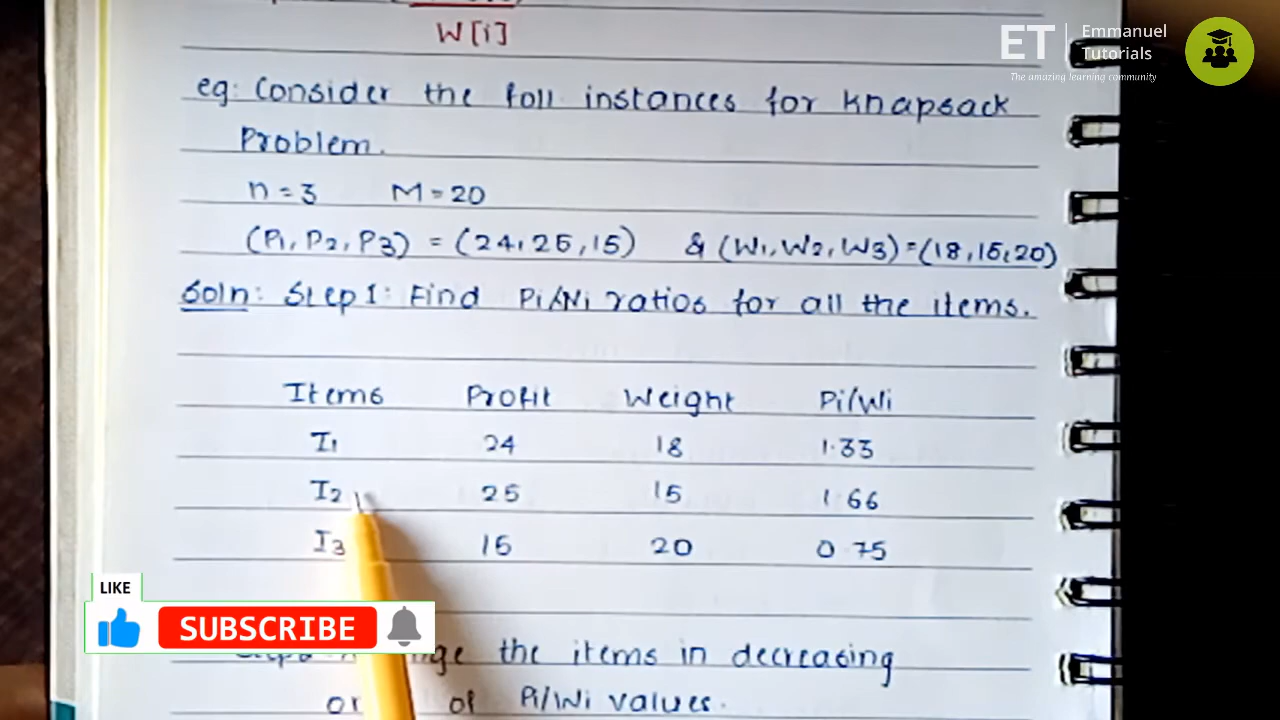 W[i]
ET
Emmanuel
Tutorials
The amazing learning community
eg: Consider the foll instances for Knapsack
Problem.
n = 3 M = 20
(P1, P2, P3) = (24, 25, 15) & (W1, W2, W3) = (18, 15, 20)
Soln: Step 1: Find Pi/Wi ratios for all the items.
Items Profit Weight Pi/Wi
I1 24 18 1.33
I2 25 15 1.66
I3 15 20 0.75
LIKE
SUBSCRIBE
the items in decreasing
of Pi/Wi values.